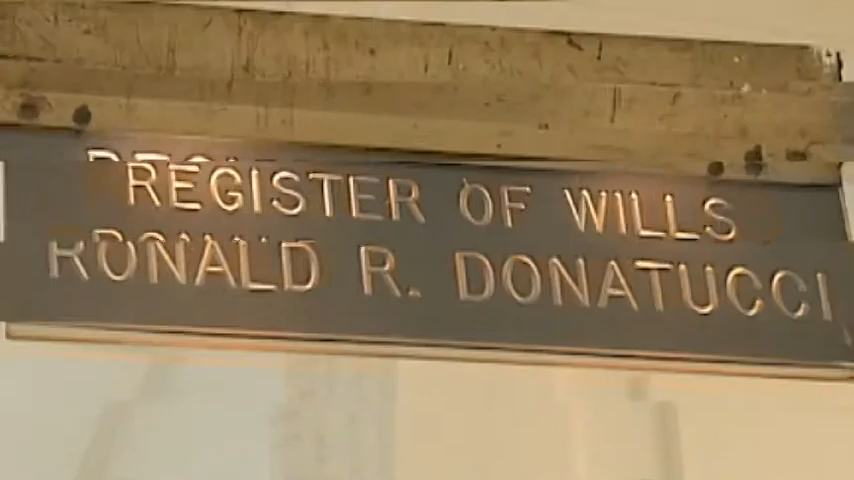 REGISTER OF WILLS
RONALD R. DONATUCCI